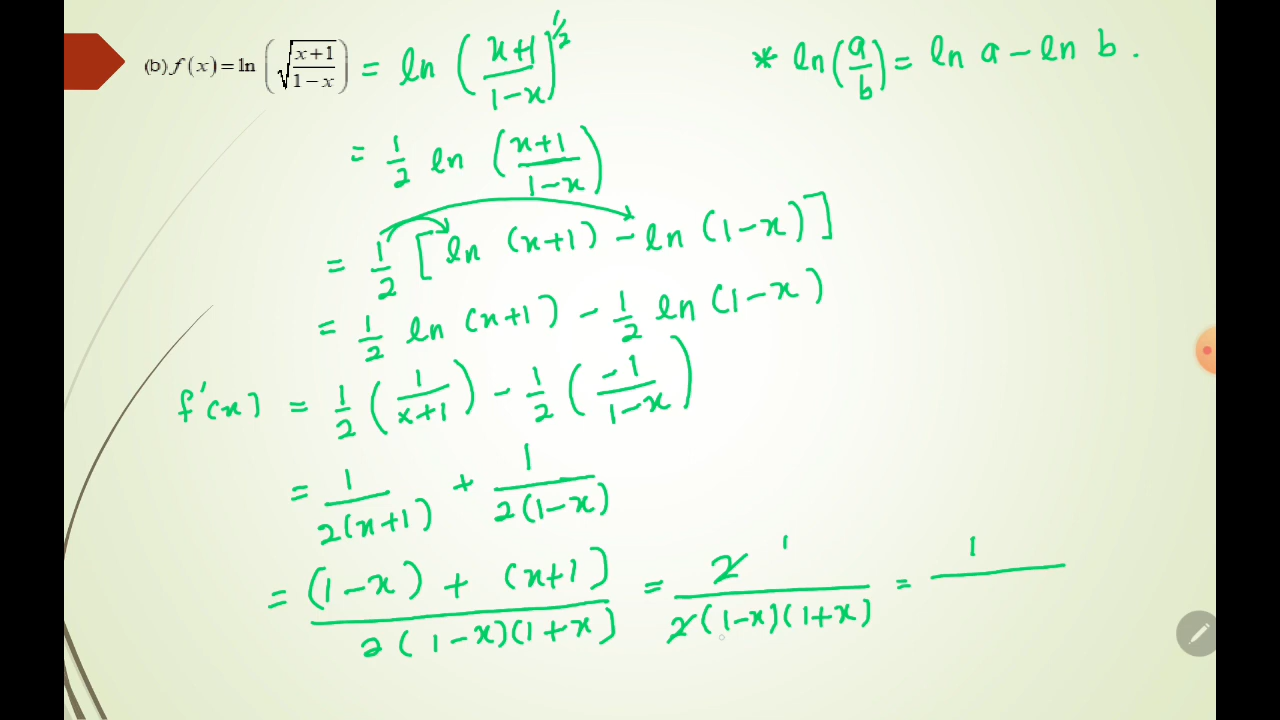 (b) f(x) = ln(√((x+1)/(1−x))) = ln((x+1)/(1−x))^(1/2)
* ln(a/b) = ln a − ln b.
= 1/2 ln((x+1)/(1−x))
= 1/2 [ln (x+1) − ln (1−x)]
= 1/2 ln (x+1) − 1/2 ln (1−x)
f'(x) = 1/2 (1/(x+1)) − 1/2 (−1/(1−x))
= 1/(2(x+1)) + 1/(2(1−x))
= ((1−x) + (x+1))/(2(1−x)(1+x)) = 2 1/(2(1−x)(1+x)) = 1/